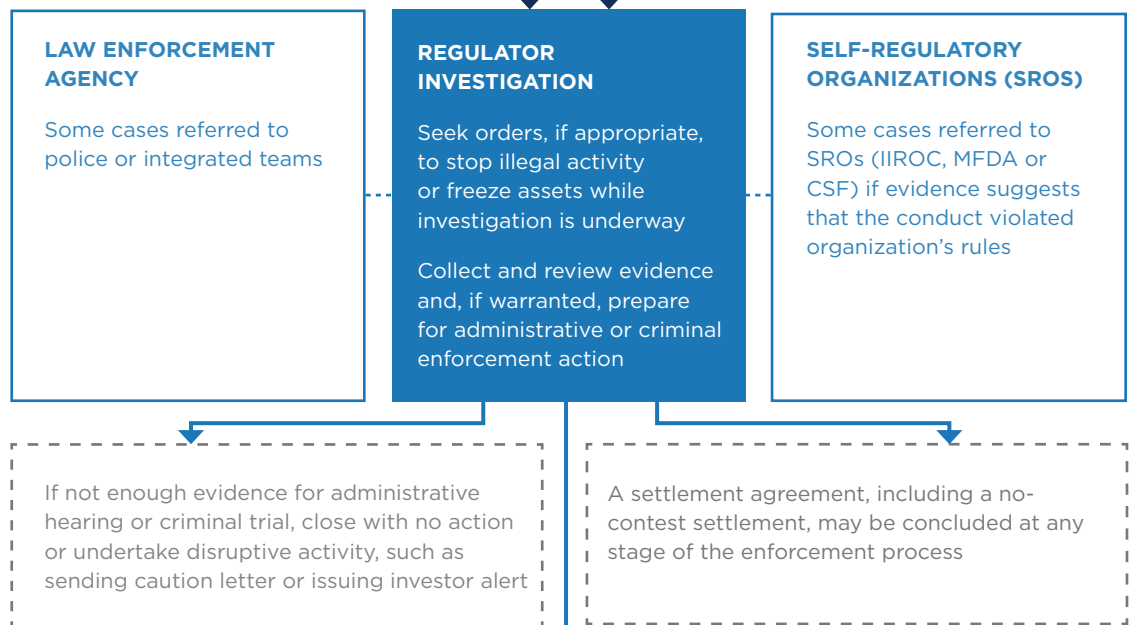 LAW ENFORCEMENT
AGENCY
Some cases referred to
police or integrated teams
REGULATOR
INVESTIGATION
Seek orders, if appropriate,
to stop illegal activity
or freeze assets while
investigation is underway
Collect and review evidence
and, if warranted, prepare
for administrative or criminal
enforcement action
SELF-REGULATORY
ORGANIZATIONS (SROS)
Some cases referred to
SROs (IIROC, MFDA or
CSF) if evidence suggests
that the conduct violated
organization’s rules
If not enough evidence for administrative
hearing or criminal trial, close with no action
or undertake disruptive activity, such as
sending caution letter or issuing investor alert
A settlement agreement, including a no-
contest settlement, may be concluded at any
stage of the enforcement process